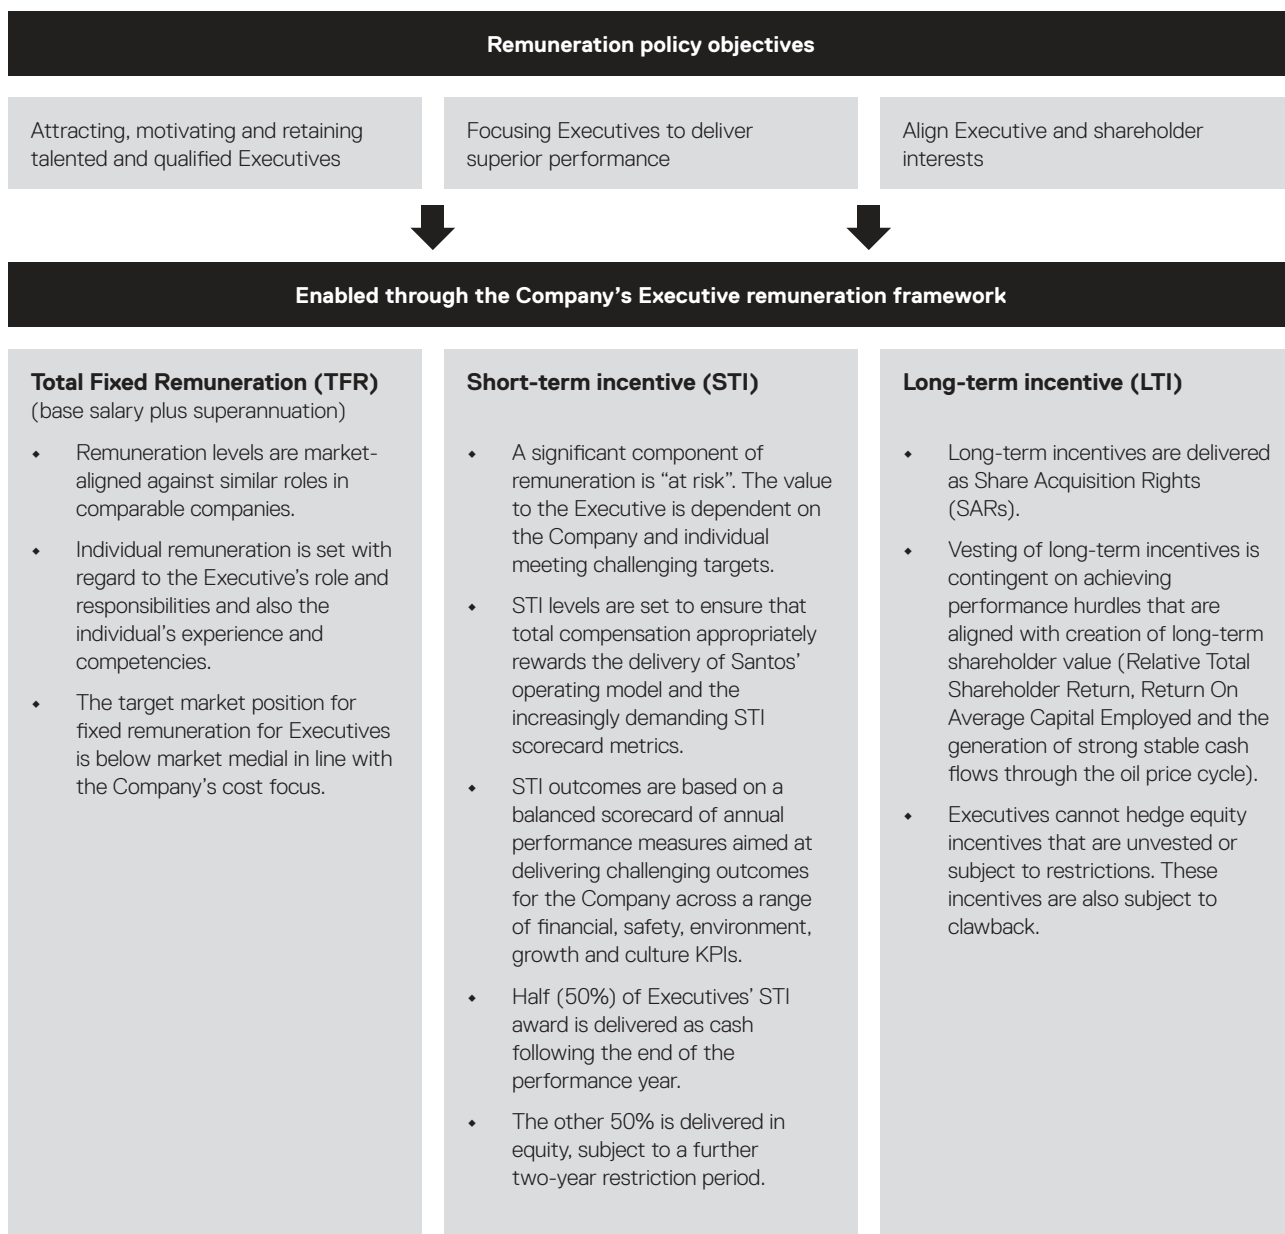 Remuneration policy objectives
Attracting, motivating and retaining
talented and qualified Executives
Focusing Executives to deliver
superior performance
Align Executive and shareholder
interests
Enabled through the Company’s Executive remuneration framework
Total Fixed Remuneration (TFR)
(base salary plus superannuation)
⬥ Remuneration levels are market-
aligned against similar roles in
comparable companies.
⬥ Individual remuneration is set with
regard to the Executive’s role and
responsibilities and also the
individual’s experience and
competencies.
⬥ The target market position for
fixed remuneration for Executives
is below market medial in line with
the Company’s cost focus.
Short-term incentive (STI)
⬥ A significant component of
remuneration is “at risk”. The value
to the Executive is dependent on
the Company and individual
meeting challenging targets.
⬥ STI levels are set to ensure that
total compensation appropriately
rewards the delivery of Santos’
operating model and the
increasingly demanding STI
scorecard metrics.
⬥ STI outcomes are based on a
balanced scorecard of annual
performance measures aimed at
delivering challenging outcomes
for the Company across a range
of financial, safety, environment,
growth and culture KPIs.
⬥ Half (50%) of Executives’ STI
award is delivered as cash
following the end of the
performance year.
⬥ The other 50% is delivered in
equity, subject to a further
two-year restriction period.
Long-term incentive (LTI)
⬥ Long-term incentives are delivered
as Share Acquisition Rights
(SARs).
⬥ Vesting of long-term incentives is
contingent on achieving
performance hurdles that are
aligned with creation of long-term
shareholder value (Relative Total
Shareholder Return, Return On
Average Capital Employed and the
generation of strong stable cash
flows through the oil price cycle).
⬥ Executives cannot hedge equity
incentives that are unvested or
subject to restrictions. These
incentives are also subject to
clawback.